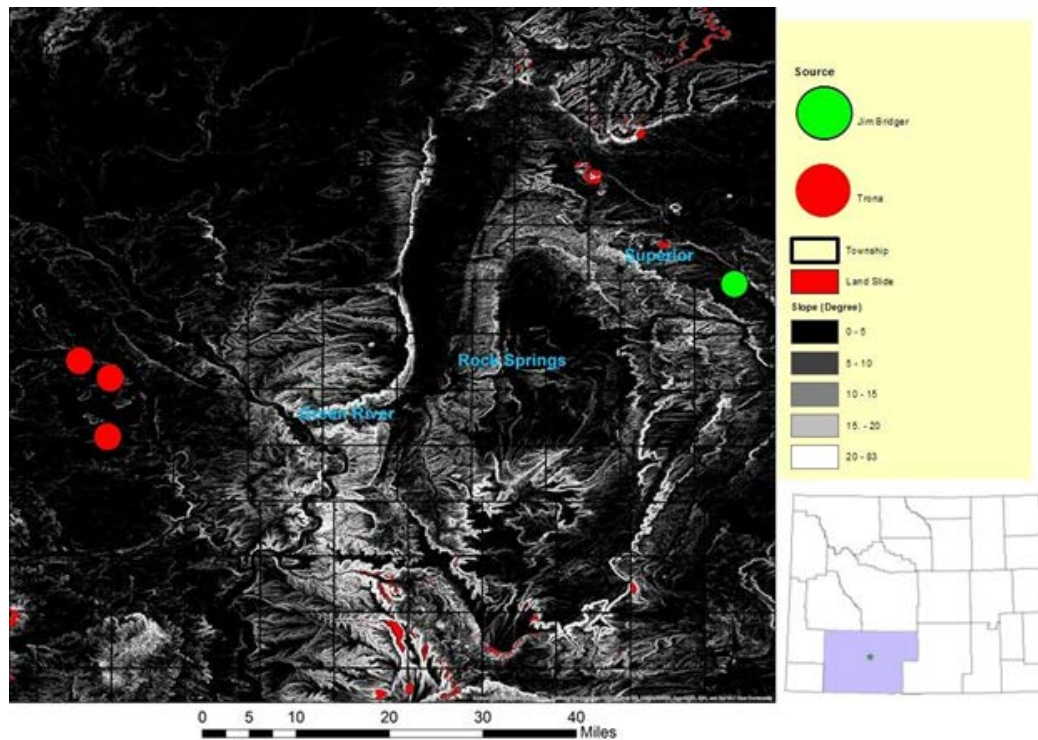 Superior
Rock Springs
Green River
0 5 10 20 30 40
Miles
Source
Jim Bridger
Trona
Township
Land Slide
Slope (Degree)
0 - 5
5 - 10
10 - 15
15. - 20
20 - 83